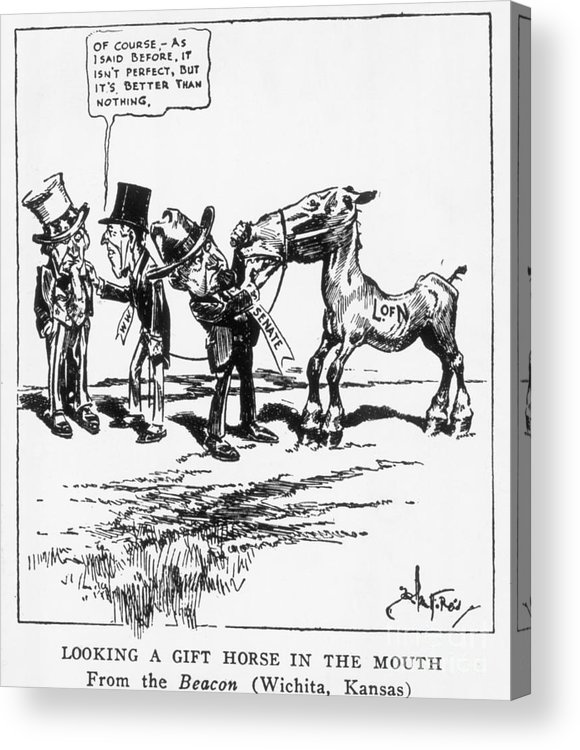 OF COURSE,- AS
I SAID BEFORE, IT
ISN'T PERFECT, BUT
IT'S BETTER THAN
NOTHING.
SENATE
L.OFN
LOOKING A GIFT HORSE IN THE MOUTH
From the Beacon (Wichita, Kansas)